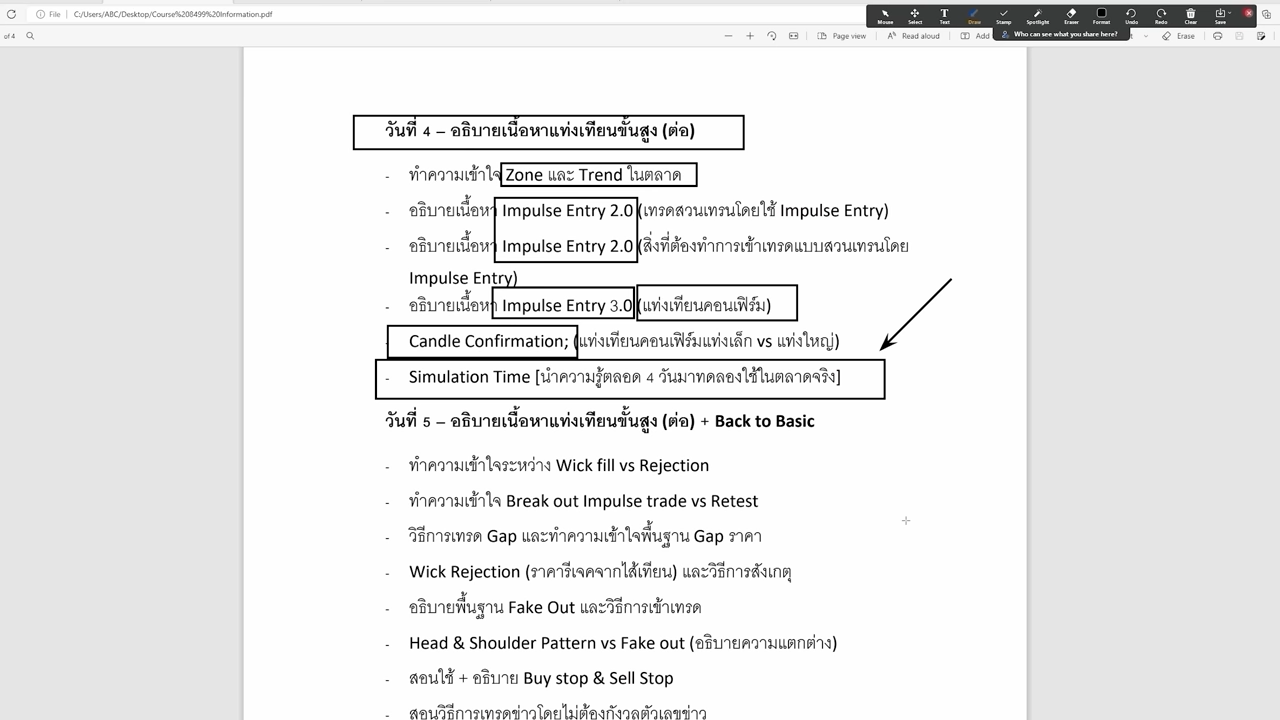 File
C:/Users/ABC/Desktop/Course%208499%20Information.pdf
Mouse Select Text Draw Stamp Spotlight Eraser Format Undo Redo Clear Save
Who can see what you share here?
of 4
Page view
Read aloud
Add
Erase
วันที่ 4 – อธิบายเนื้อหาแท่งเทียนขั้นสูง (ต่อ)
- ทำความเข้าใจ Zone และ Trend ในตลาด
- อธิบายเนื้อหา Impulse Entry 2.0 (เทรดสวนเทรนโดยใช้ Impulse Entry)
- อธิบายเนื้อหา Impulse Entry 2.0 (สิ่งที่ต้องทำการเข้าเทรดแบบสวนเทรนโดย
Impulse Entry)
- อธิบายเนื้อหา Impulse Entry 3.0 (แท่งเทียนคอนเฟิร์ม)
- Candle Confirmation; (แท่งเทียนคอนเฟิร์มแท่งเล็ก vs แท่งใหญ่)
- Simulation Time [นำความรู้ตลอด 4 วันมาทดลองใช้ในตลาดจริง]
วันที่ 5 – อธิบายเนื้อหาแท่งเทียนขั้นสูง (ต่อ) + Back to Basic
- ทำความเข้าใจระหว่าง Wick fill vs Rejection
- ทำความเข้าใจ Break out Impulse trade vs Retest
- วิธีการเทรด Gap และทำความเข้าใจพื้นฐาน Gap ราคา
- Wick Rejection (ราคารีเจคจากไส้เทียน) และวิธีการสังเกตุ
- อธิบายพื้นฐาน Fake Out และวิธีการเข้าเทรด
- Head & Shoulder Pattern vs Fake out (อธิบายความแตกต่าง)
- สอนใช้ + อธิบาย Buy stop & Sell Stop
- สอนวิธีการเทรดข่าวโดยไม่ต้องกังวลตัวเลขข่าว